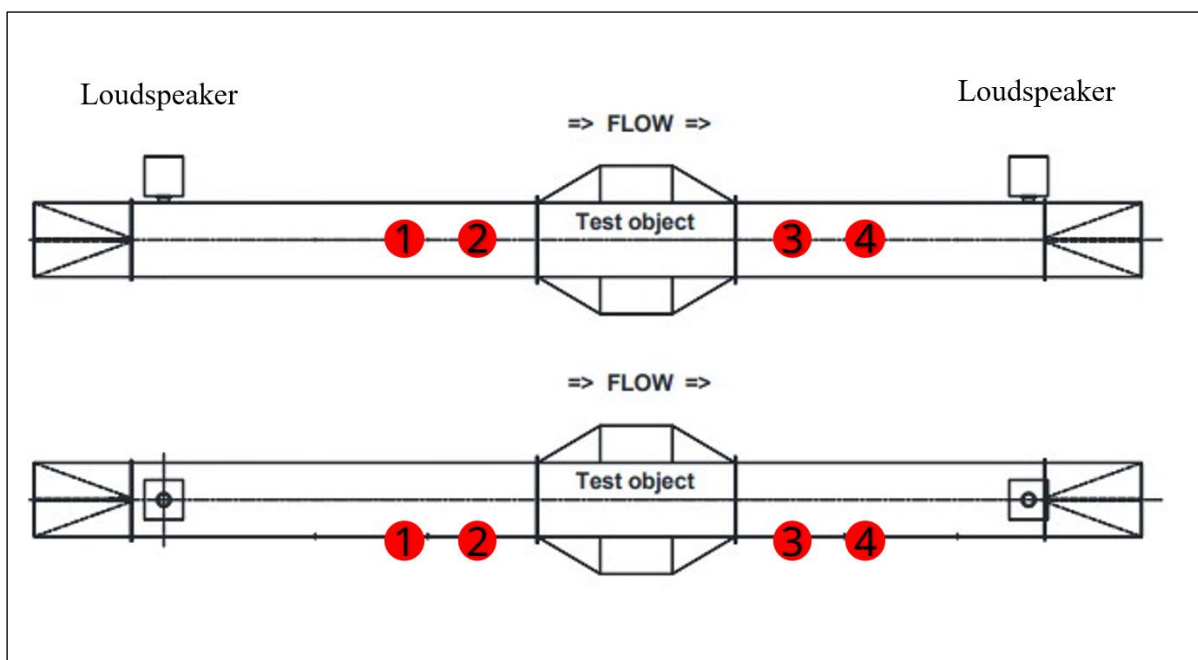 Loudspeaker
Loudspeaker
=> FLOW =>
Test object
1 2 3 4
=> FLOW =>
Test object
1 2 3 4